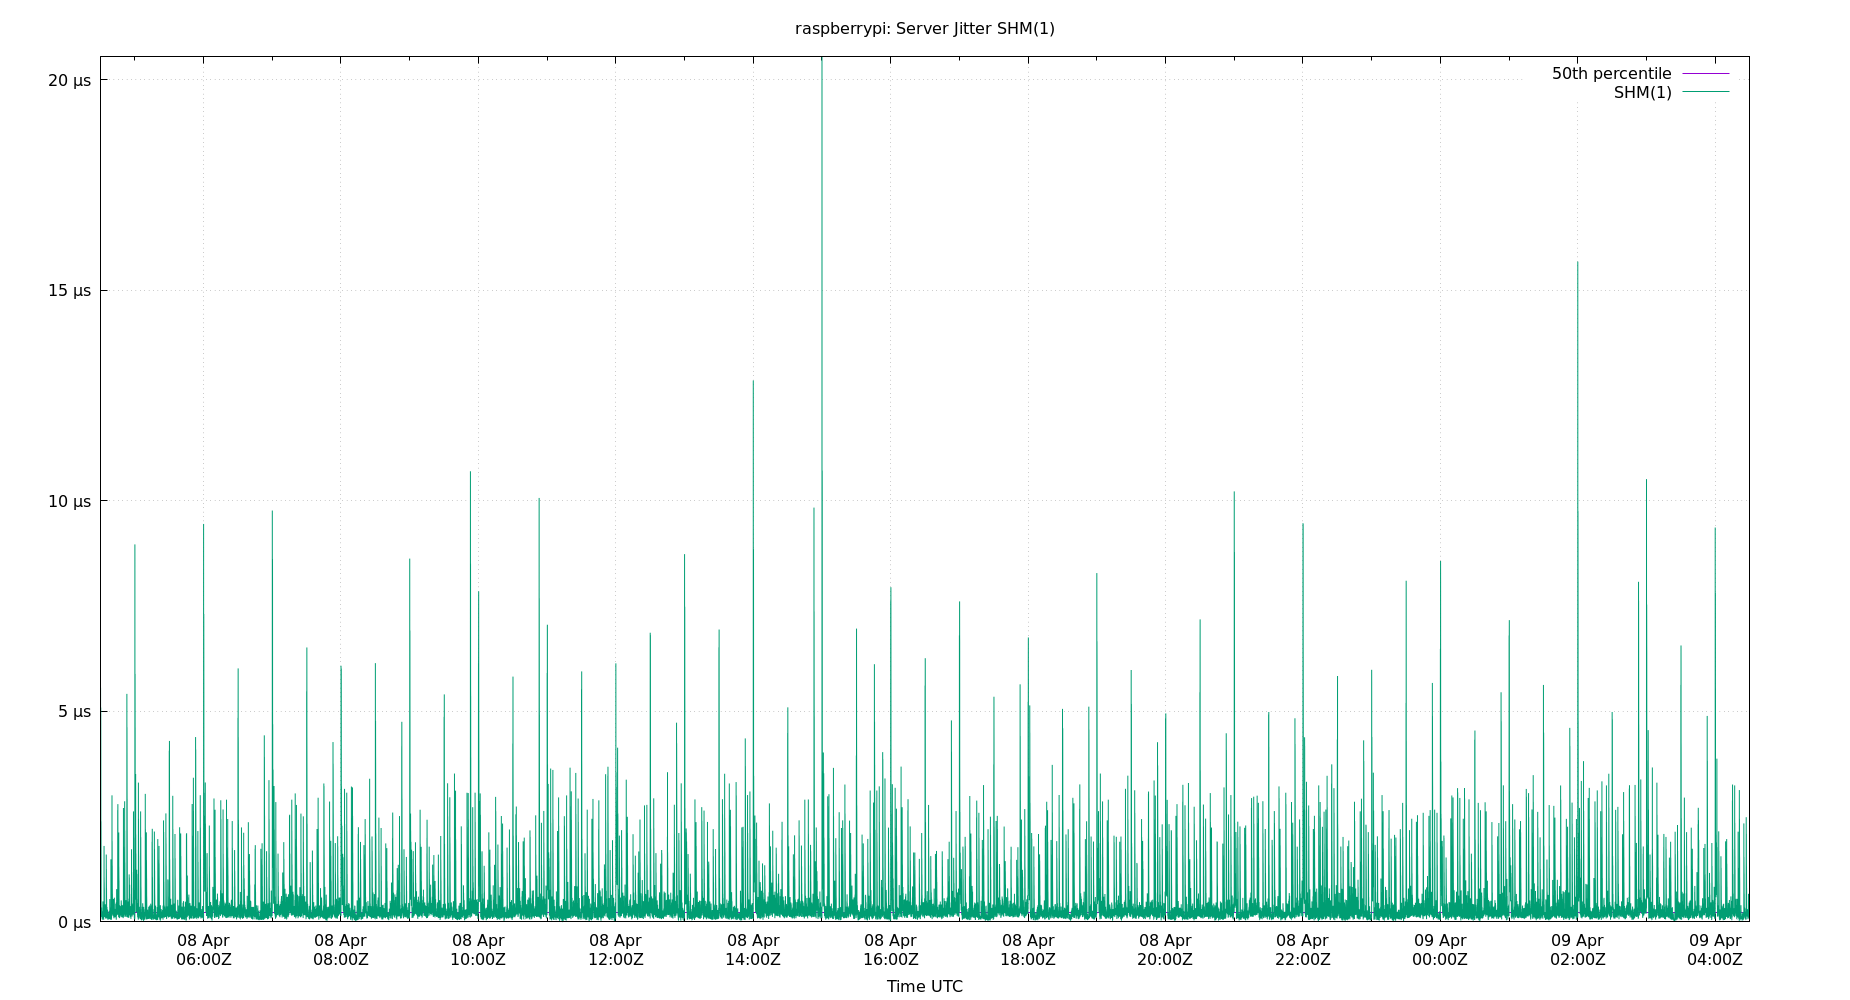 raspberrypi: Server Jitter SHM(1)
50th percentile
SHM(1)
20 µs
15 µs
10 µs
5 µs
0 µs
08 Apr 08 Apr 08 Apr 08 Apr 08 Apr 08 Apr 08 Apr 08 Apr 08 Apr 09 Apr 09 Apr 09 Apr
06:00Z 08:00Z 10:00Z 12:00Z 14:00Z 16:00Z 18:00Z 20:00Z 22:00Z 00:00Z 02:00Z 04:00Z
Time UTC